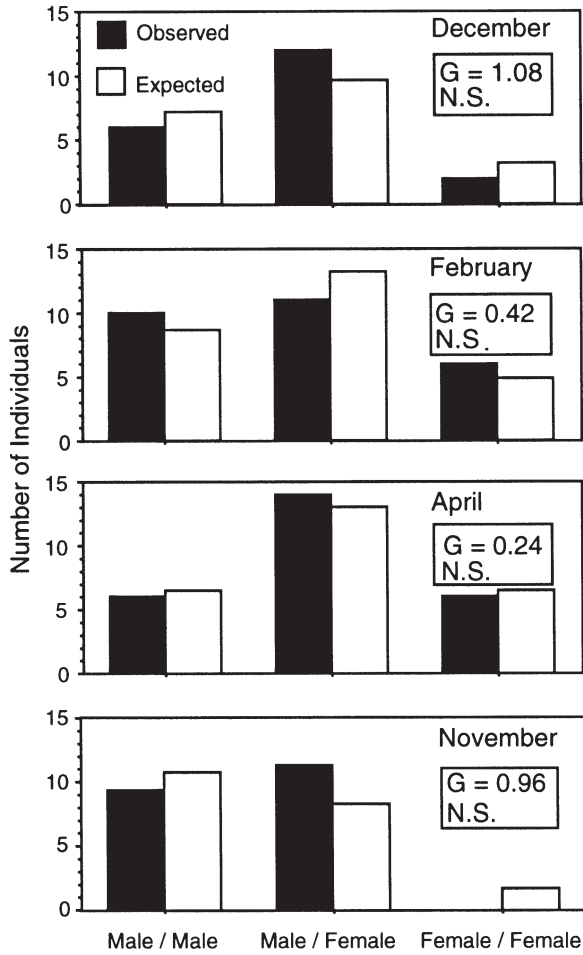 Number of Individuals
15
10
5
0
Observed
Expected
December
G = 1.08
N.S.
15
10
5
0
February
G = 0.42
N.S.
15
10
5
0
April
G = 0.24
N.S.
15
10
5
0
November
G = 0.96
N.S.
Male / Male Male / Female Female / Female